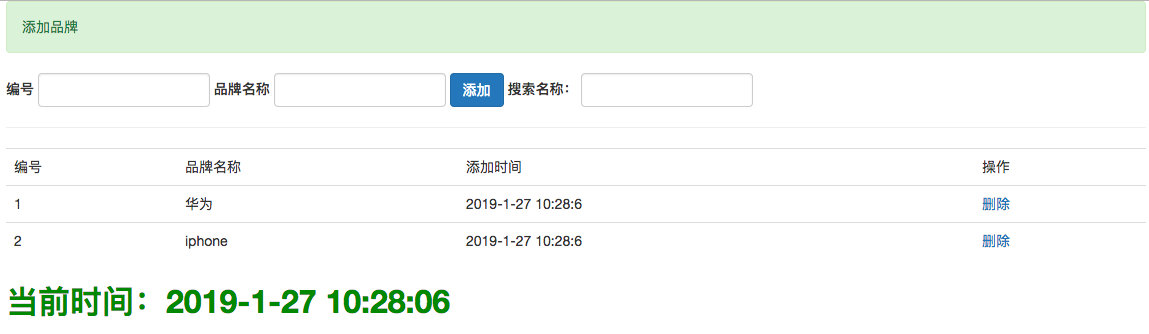 添加品牌
编号 品牌名称 添加 搜索名称：
编号 品牌名称 添加时间 操作
1 华为 2019-1-27 10:28:6 删除
2 iphone 2019-1-27 10:28:6 删除
当前时间：2019-1-27 10:28:06